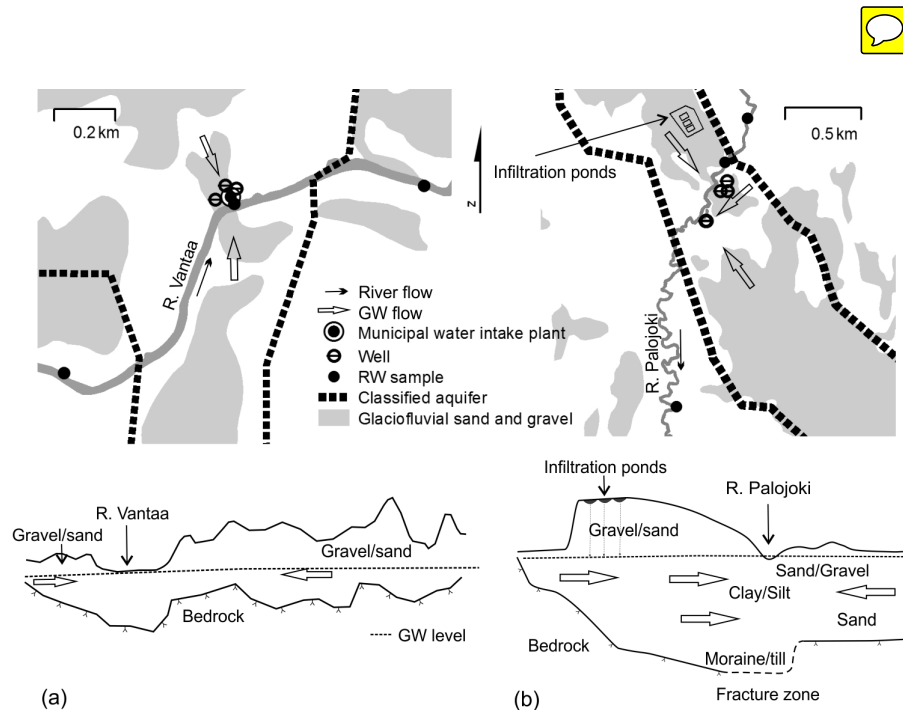 0.2 km
R. Vantaa
z
River flow
GW flow
Municipal water intake plant
Well
RW sample
Classified aquifer
Glaciofluvial sand and gravel
0.5 km
Infiltration ponds
R. Palojoki
R. Vantaa
Gravel/sand
Gravel/sand
Bedrock
GW level
(a)
Infiltration ponds
R. Palojoki
Gravel/sand
Sand/Gravel
Clay/Silt
Sand
Bedrock
Moraine/till
Fracture zone
(b)